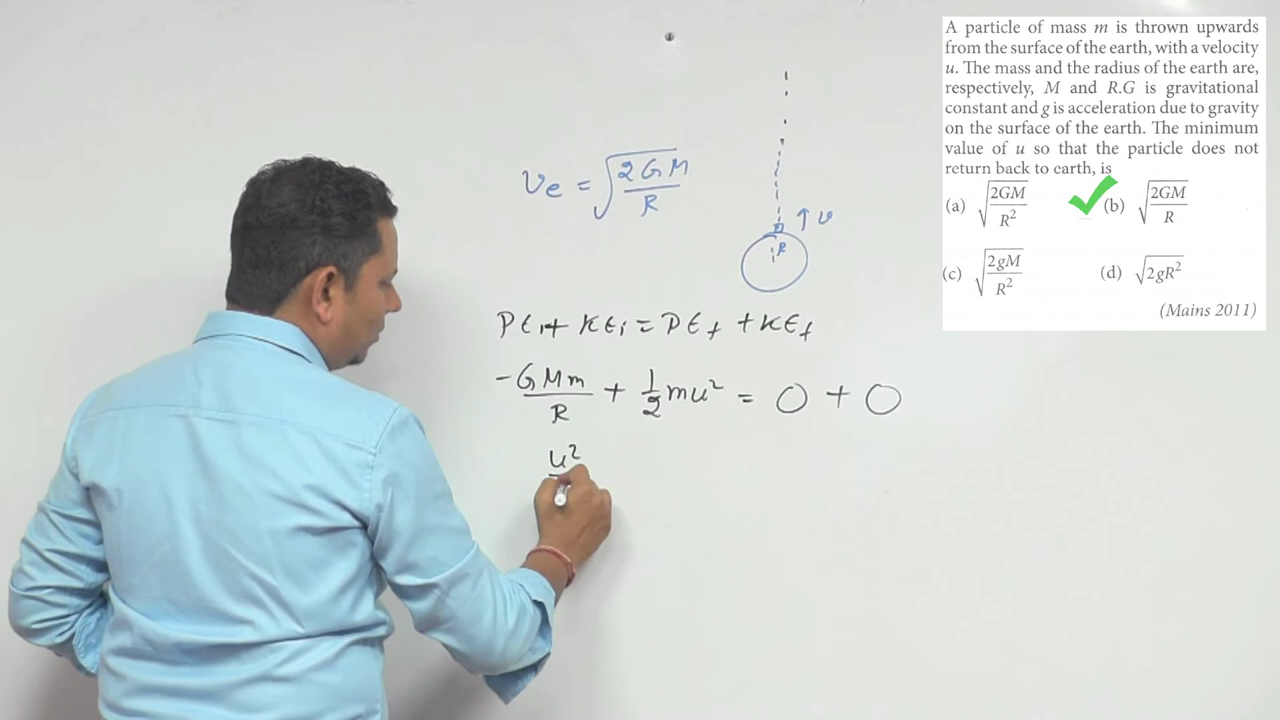 A particle of mass m is thrown upwards
from the surface of the earth, with a velocity
u. The mass and the radius of the earth are,
respectively, M and R.G is gravitational
constant and g is acceleration due to gravity
on the surface of the earth. The minimum
value of u so that the particle does not
return back to earth, is
(a) √(2GM/R²) (b) √(2GM/R)
(c) √(2gM/R²) (d) √(2gR²)
(Mains 2011)
ve = √(2GM/R)
↑ v
R
PEi + KEi = PEf + KEf
-GMm/R + 1/2 mu² = 0 + 0
u²